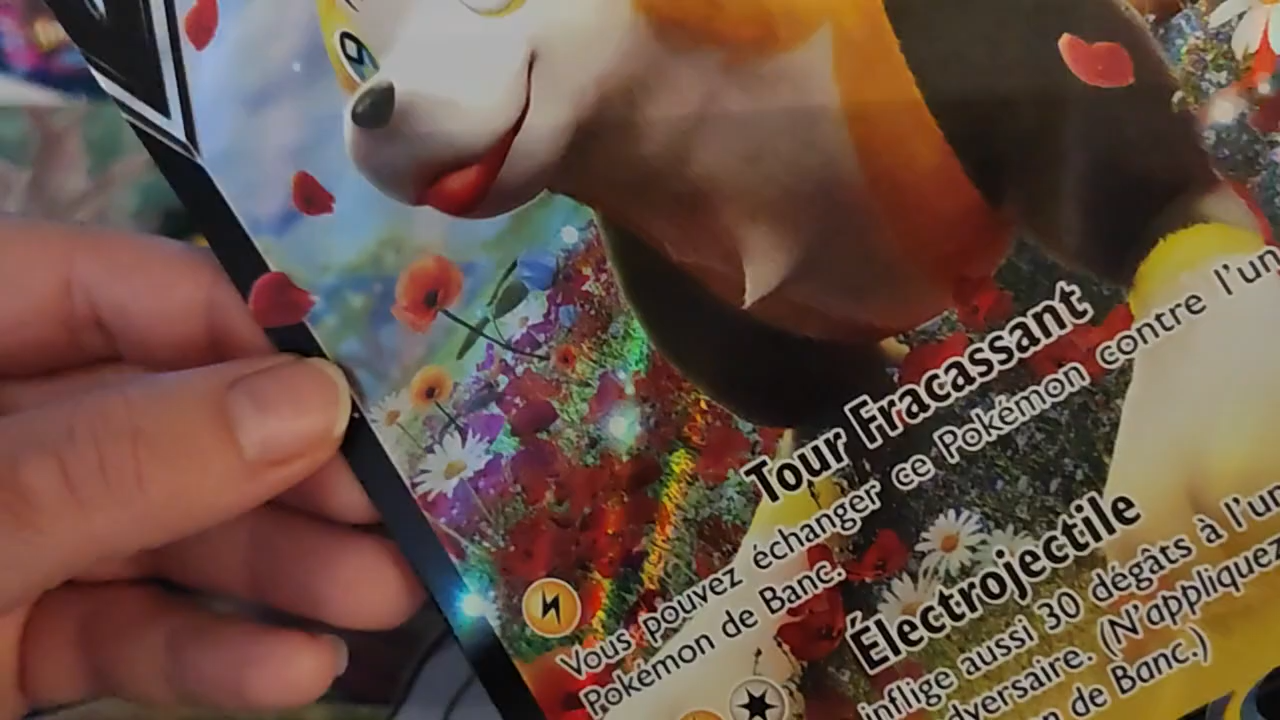 Tour Fracassant
Vous pouvez échanger ce Pokémon contre l'un
Pokémon de Banc.
Électrojectile
inflige aussi 30 dégâts à l'un
dversaire. (N'appliquez
n de Banc.)